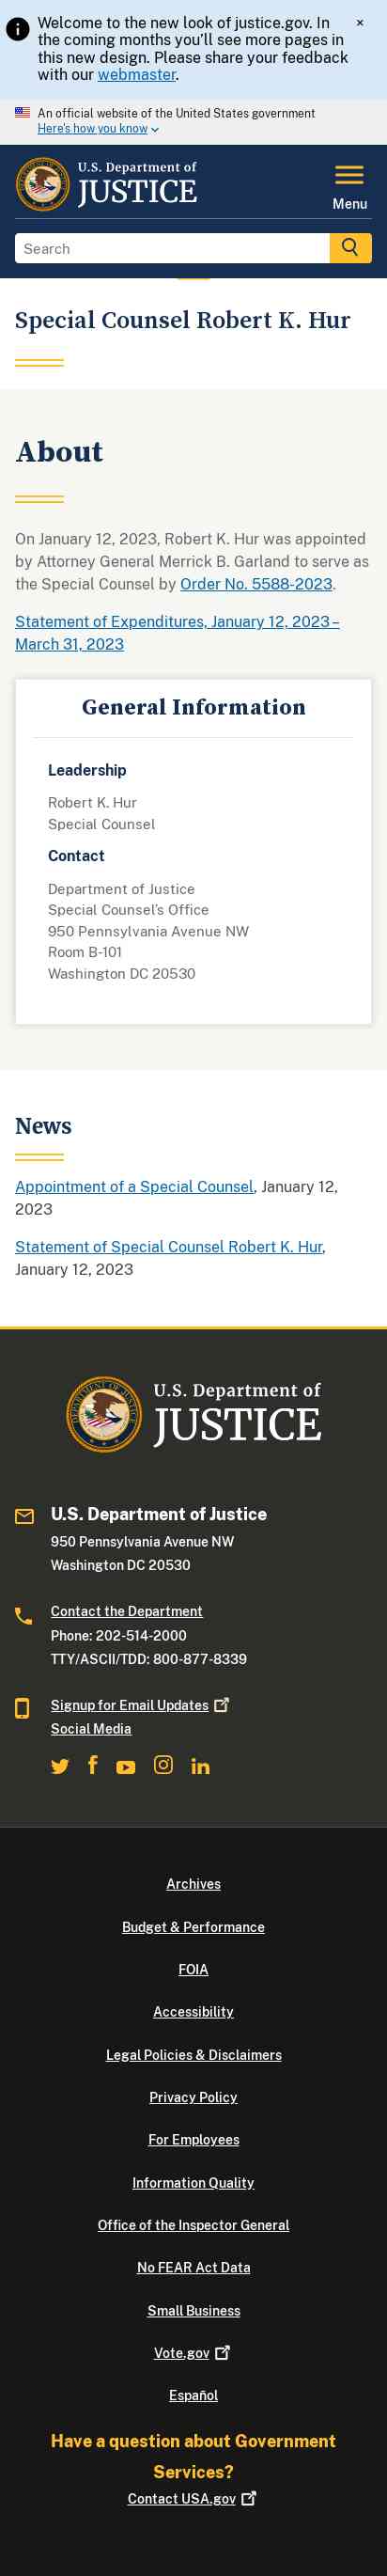 Welcome to the new look of justice.gov. In
the coming months you'll see more pages in
this new design. Please share your feedback
with our webmaster.
×
An official website of the United States government
Here's how you know
U.S. Department of
JUSTICE
Menu
Search
Special Counsel Robert K. Hur
About
On January 12, 2023, Robert K. Hur was appointed
by Attorney General Merrick B. Garland to serve as
the Special Counsel by Order No. 5588-2023.
Statement of Expenditures, January 12, 2023 –
March 31, 2023
General Information
Leadership
Robert K. Hur
Special Counsel
Contact
Department of Justice
Special Counsel's Office
950 Pennsylvania Avenue NW
Room B-101
Washington DC 20530
News
Appointment of a Special Counsel, January 12,
2023
Statement of Special Counsel Robert K. Hur,
January 12, 2023
U.S. Department of
JUSTICE
U.S. Department of Justice
950 Pennsylvania Avenue NW
Washington DC 20530
Contact the Department
Phone: 202-514-2000
TTY/ASCII/TDD: 800-877-8339
Signup for Email Updates
Social Media
Archives
Budget & Performance
FOIA
Accessibility
Legal Policies & Disclaimers
Privacy Policy
For Employees
Information Quality
Office of the Inspector General
No FEAR Act Data
Small Business
Vote.gov
Español
Have a question about Government
Services?
Contact USA.gov